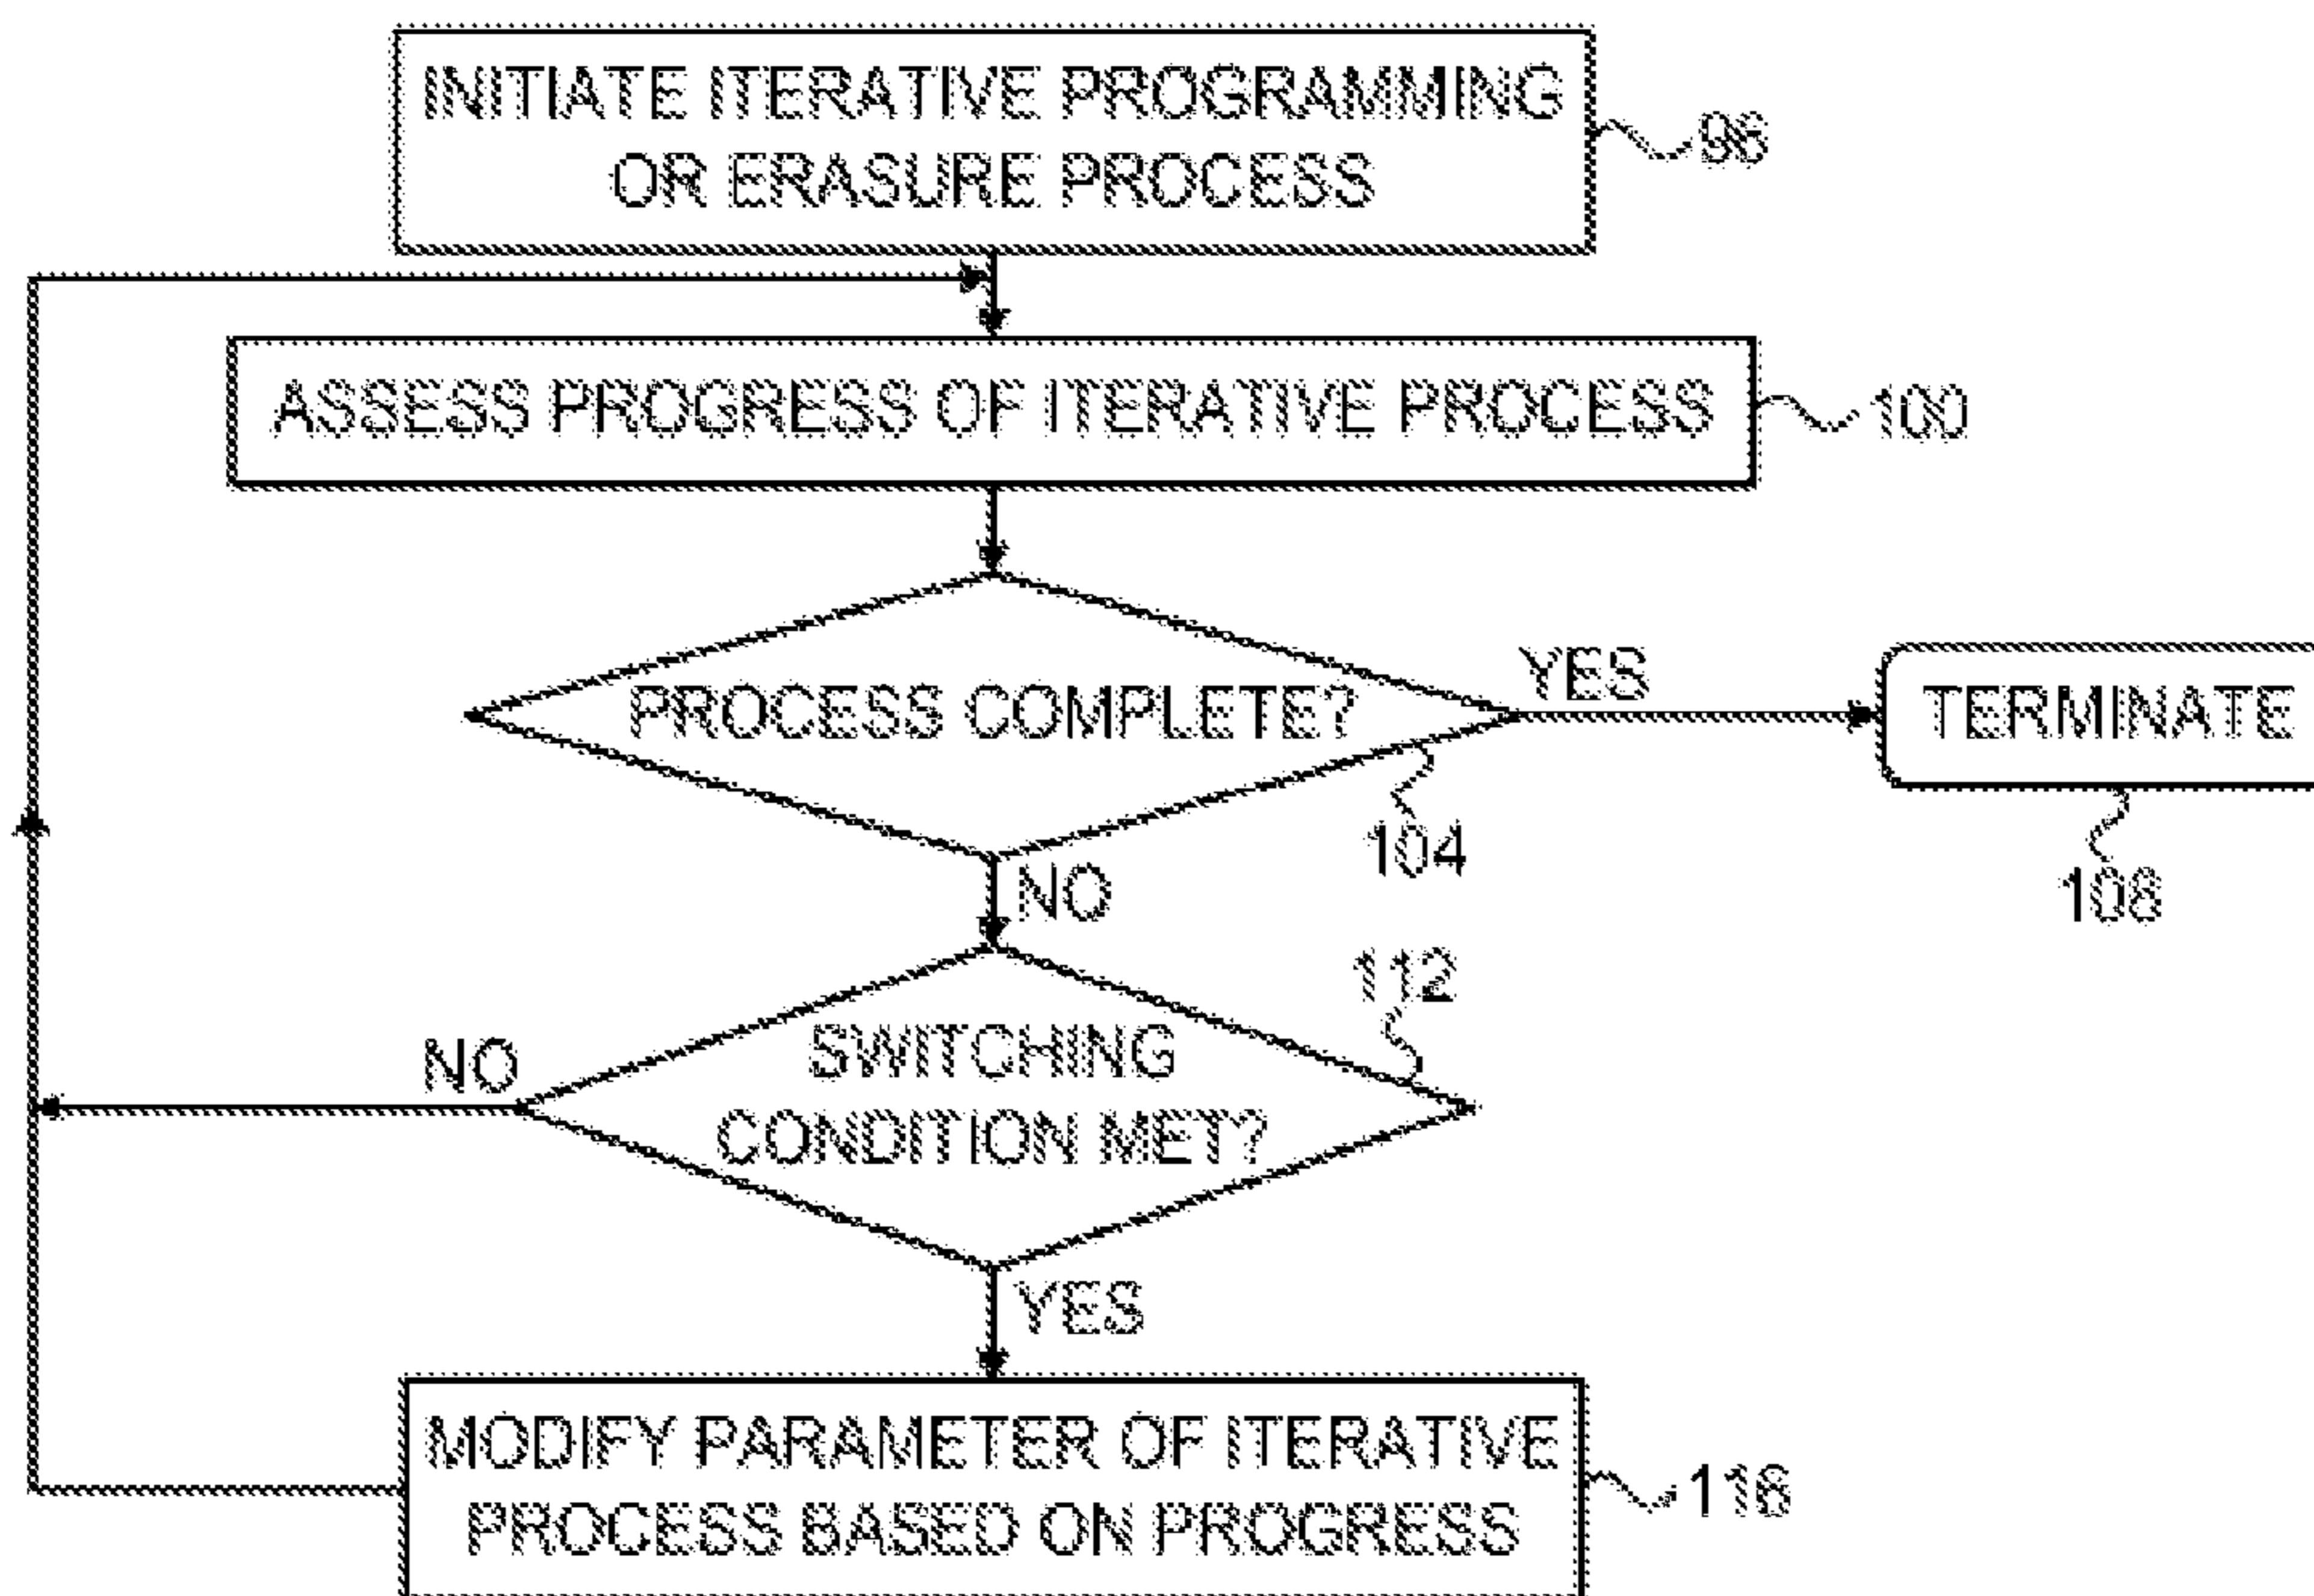 INITIATE ITERATIVE PROGRAMMING
OR ERASURE PROCESS
96
ASSESS PROGRESS OF ITERATIVE PROCESS
100
PROCESS COMPLETE?
YES
TERMINATE
104
108
NO
112
SWITCHING
CONDITION MET?
NO
YES
MODIFY PARAMETER OF ITERATIVE
PROCESS BASED ON PROGRESS
116